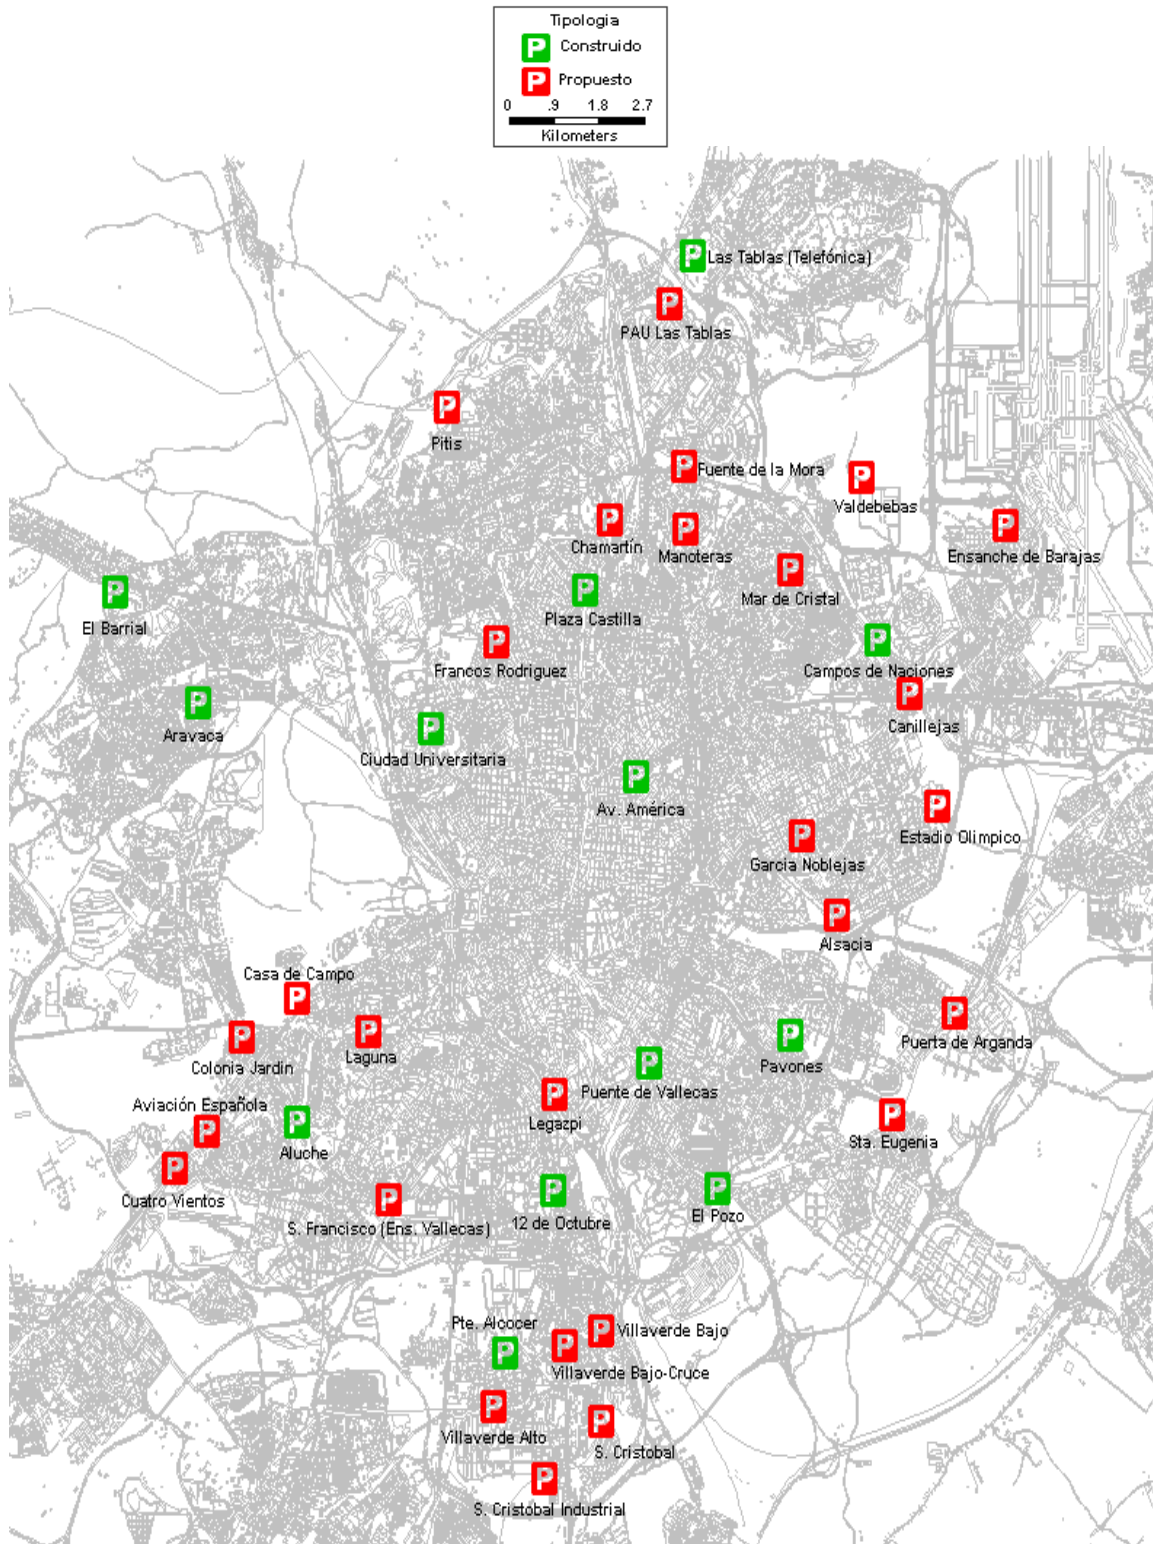 Tipologia
P Construido
P Propuesto
0 .9 1.8 2.7
Kilometers
P Las Tablas (Telefónica)
P
PAU Las Tablas
P
Pitis
P Fuente de la Mora
P
Valdebebas
P
Chamartín
P
Manoteras
P
Ensanche de Barajas
P
Mar de Cristal
P
El Barrial
P
Plaza Castilla
P
Francos Rodriguez
P
Campos de Naciones
P
Canillejas
P
Aravaca
P
Ciudad Universitaria
P
Av. América
P
Estadio Olimpico
P
Garcia Noblejas
P
Alsacia
Casa de Campo
P
P
Colonia Jardin
P
Laguna
P
Puerta de Arganda
P
Pavones
P
Puente de Vallecas
P
Legazpi
Aviación Española
P
P
Aluche
P
Sta. Eugenia
P
Cuatro Vientos
P
S. Francisco (Ens. Vallecas)
P
12 de Octubre
P
El Pozo
Pte. Alcocer
P
P Villaverde Bajo
P
Villaverde Bajo-Cruce
P
Villaverde Alto
P
S. Cristobal
P
S. Cristobal Industrial